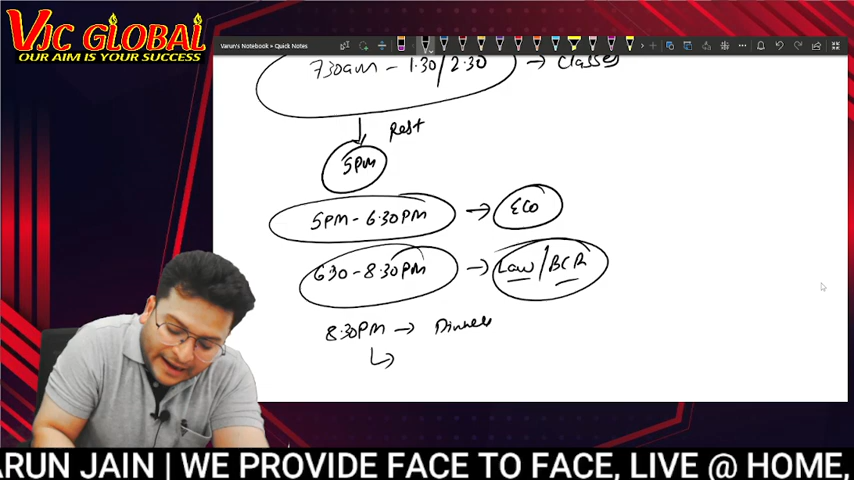 VJC GLOBAL
OUR AIM IS YOUR SUCCESS
Varun's Notebook » Quick Notes
730am - 1.30/2.30 → Classes
Rest
5PM
5PM - 6.30PM → ECO
630 - 8.30PM → Law/BCR
8.30PM → Dinner
ARUN JAIN | WE PROVIDE FACE TO FACE, LIVE @ HOME,